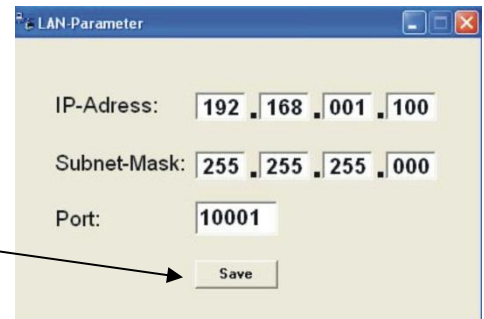 LAN-Parameter
IP-Adress: 192 . 168 . 001 . 100
Subnet-Mask: 255 . 255 . 255 . 000
Port: 10001
Save